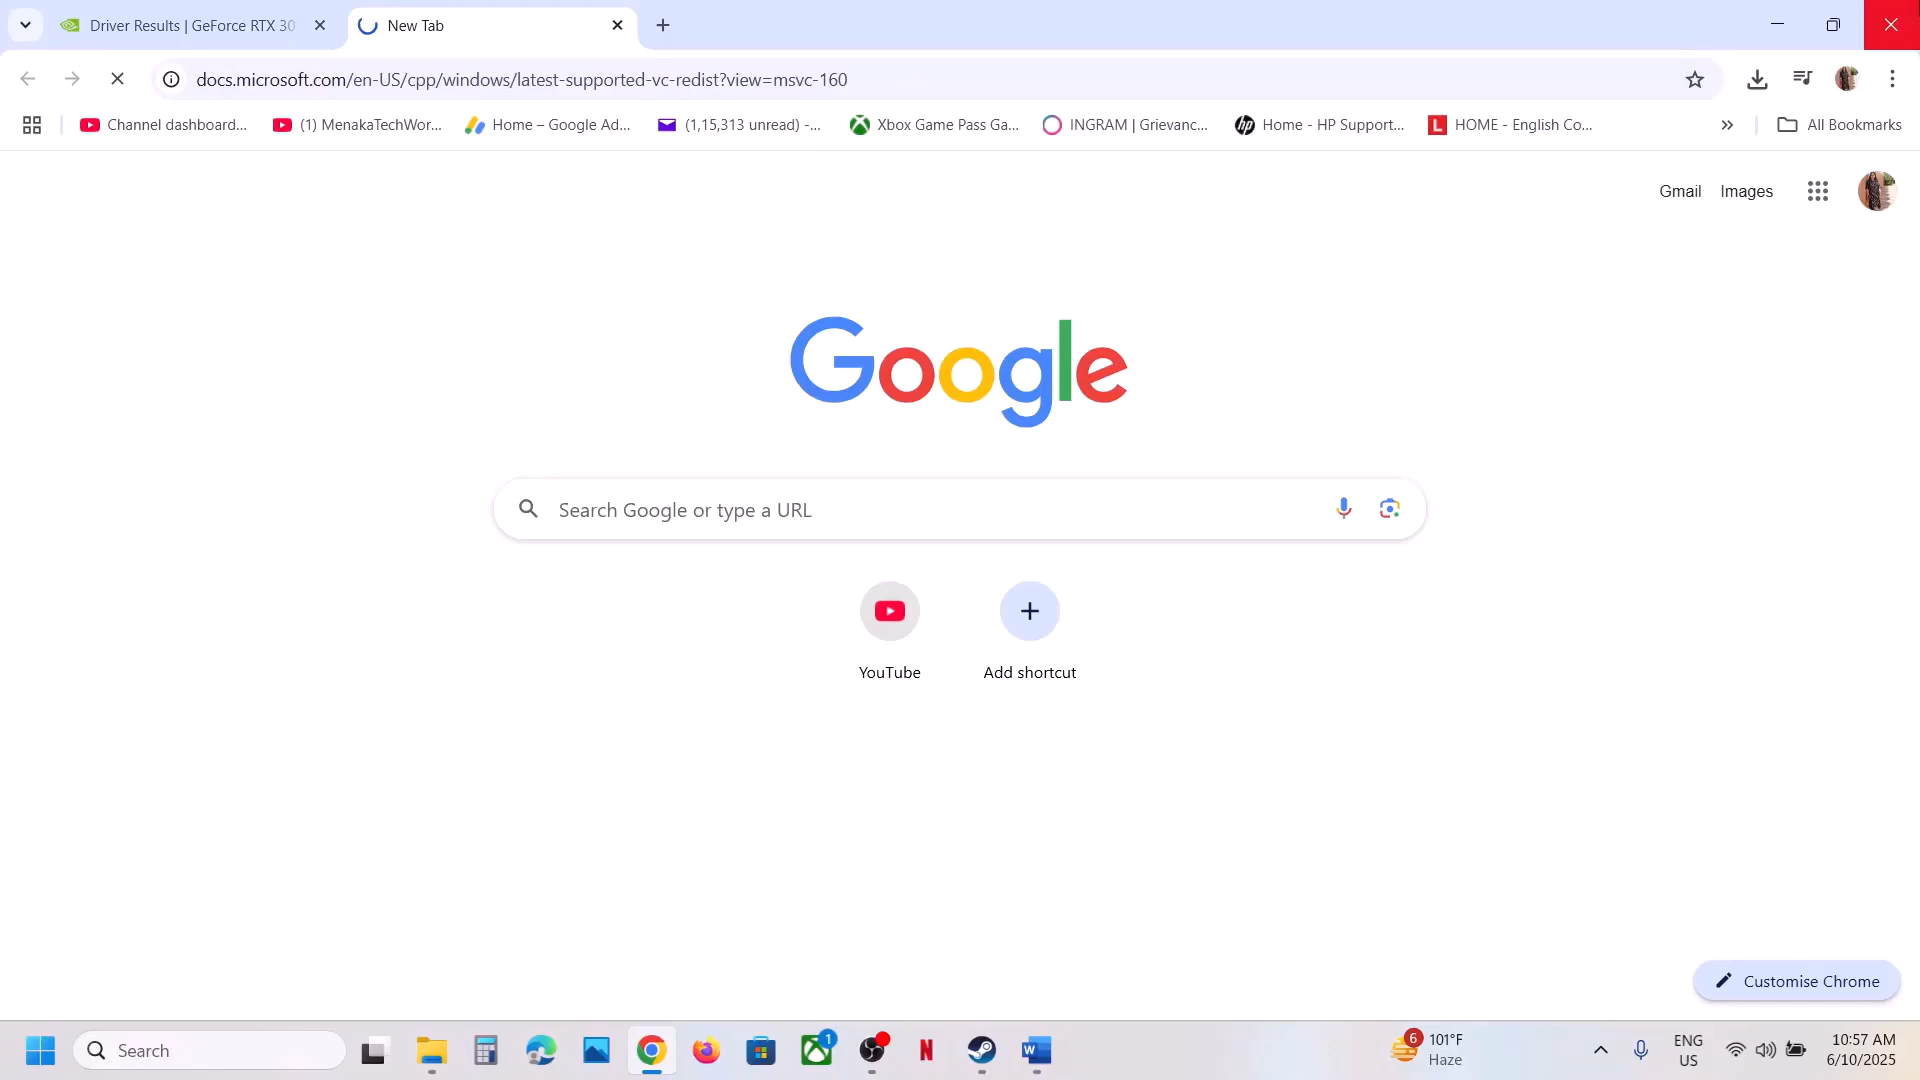 Driver Results | GeForce RTX 30
New Tab
docs.microsoft.com/en-US/cpp/windows/latest-supported-vc-redist?view=msvc-160
Channel dashboard...
(1) MenakaTechWor...
Home – Google Ad...
(1,15,313 unread) -...
Xbox Game Pass Ga...
INGRAM | Grievanc...
hp
Home - HP Support...
L
HOME - English Co...
All Bookmarks
Gmail
Images
Google
Search Google or type a URL
YouTube
Add shortcut
Customise Chrome
Search
1
N
W
6
101°F
Haze
ENG
US
10:57 AM
6/10/2025